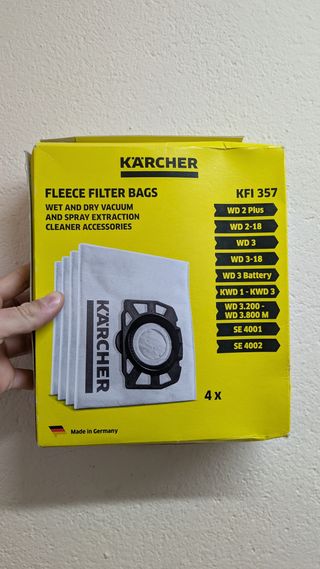 KÄRCHER
FLEECE FILTER BAGS
WET AND DRY VACUUM
AND SPRAY EXTRACTION
CLEANER ACCESSORIES
KFI 357
WD 2 Plus
WD 2-18
WD 3
WD 3-18
WD 3 Battery
KWD 1 - KWD 3
WD 3.200 -
WD 3.800 M
SE 4001
SE 4002
KÄRCHER
4 x
Made in Germany